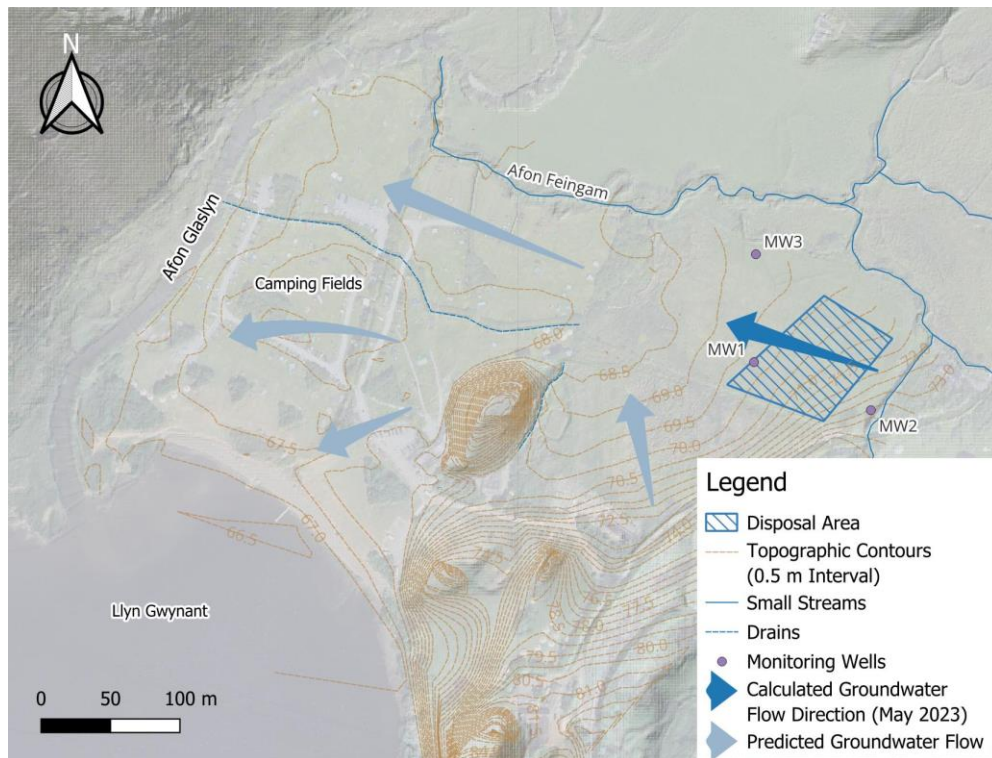 N
Afon Glaslyn
Afon Feingam
MW3
Camping Fields
MW1
MW2
68.0
68.5
69.0
69.5
70.0
70.5
72.5
73.0
67.5
67.0
66.5
77.5
79.5
80.0
80.5
81.0
Llyn Gwynant
0 50 100 m
Legend
Disposal Area
Topographic Contours
(0.5 m Interval)
Small Streams
Drains
Monitoring Wells
Calculated Groundwater
Flow Direction (May 2023)
Predicted Groundwater Flow